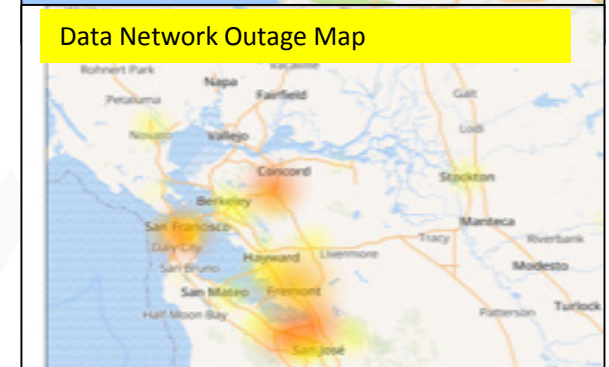 Data Network Outage Map
Rohnert Park
Napa
Fairfield
Petaluma
Galt
Novato
Vallejo
Lodi
Concord
Stockton
Berkeley
San Francisco
Manteca
Daly City
Tracy
Riverbank
Hayward
Livermore
San Bruno
Modesto
San Mateo
Fremont
Half Moon Bay
Patterson
Turlock
San Jose